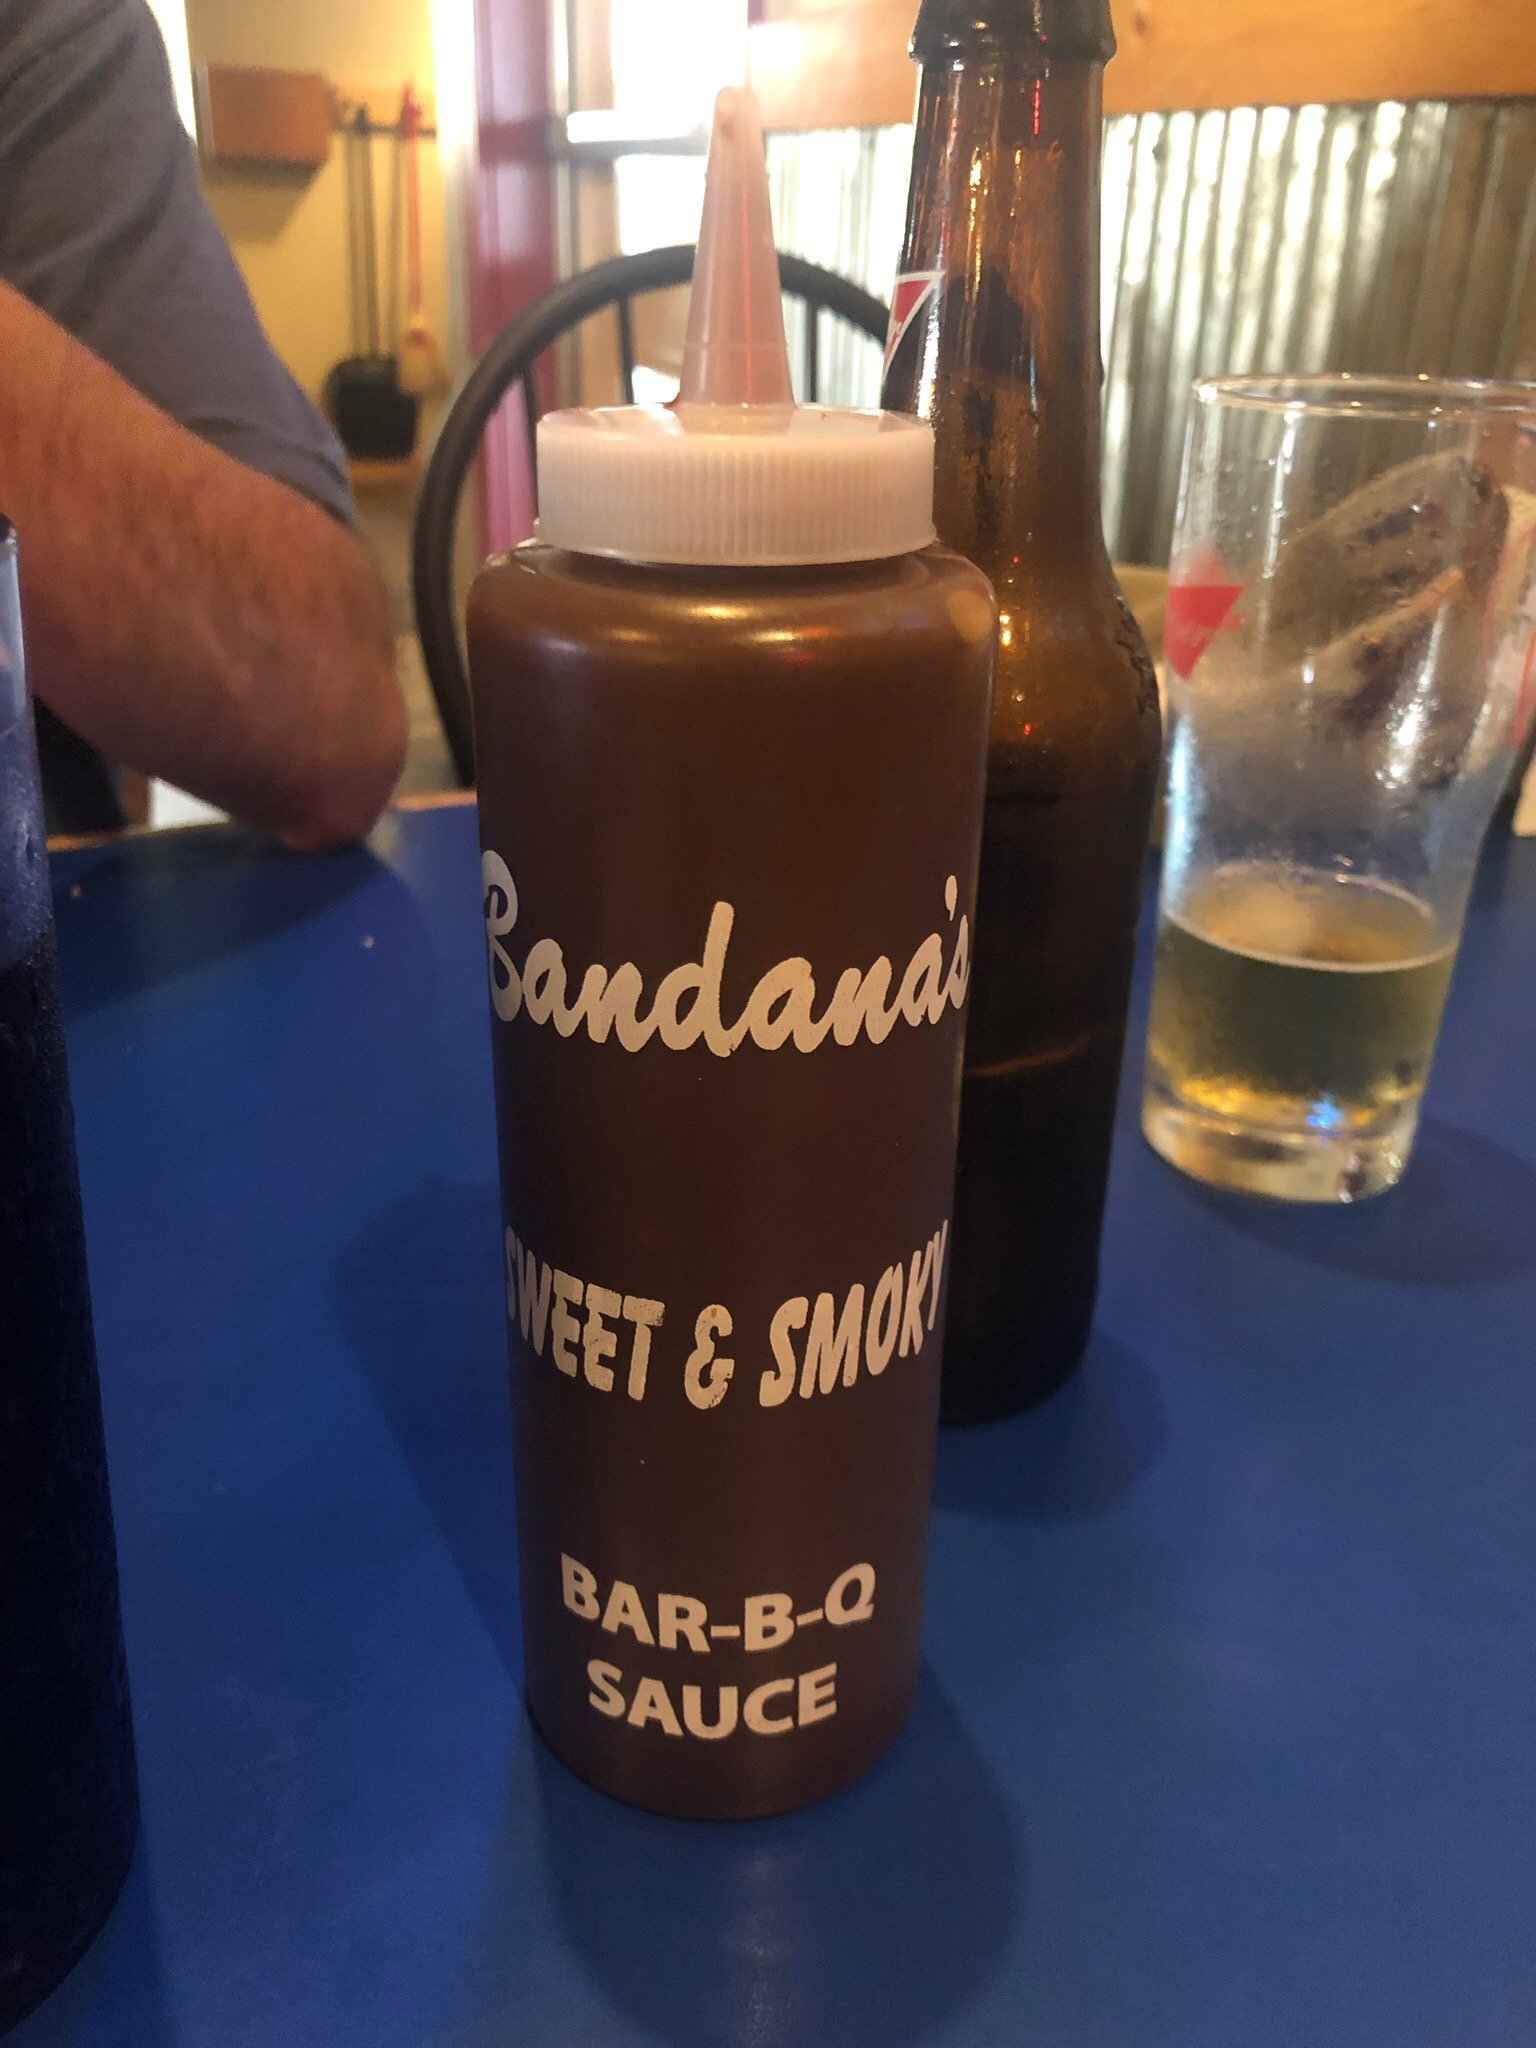 Bandana's
SWEET & SMOKY
BAR-B-Q
SAUCE